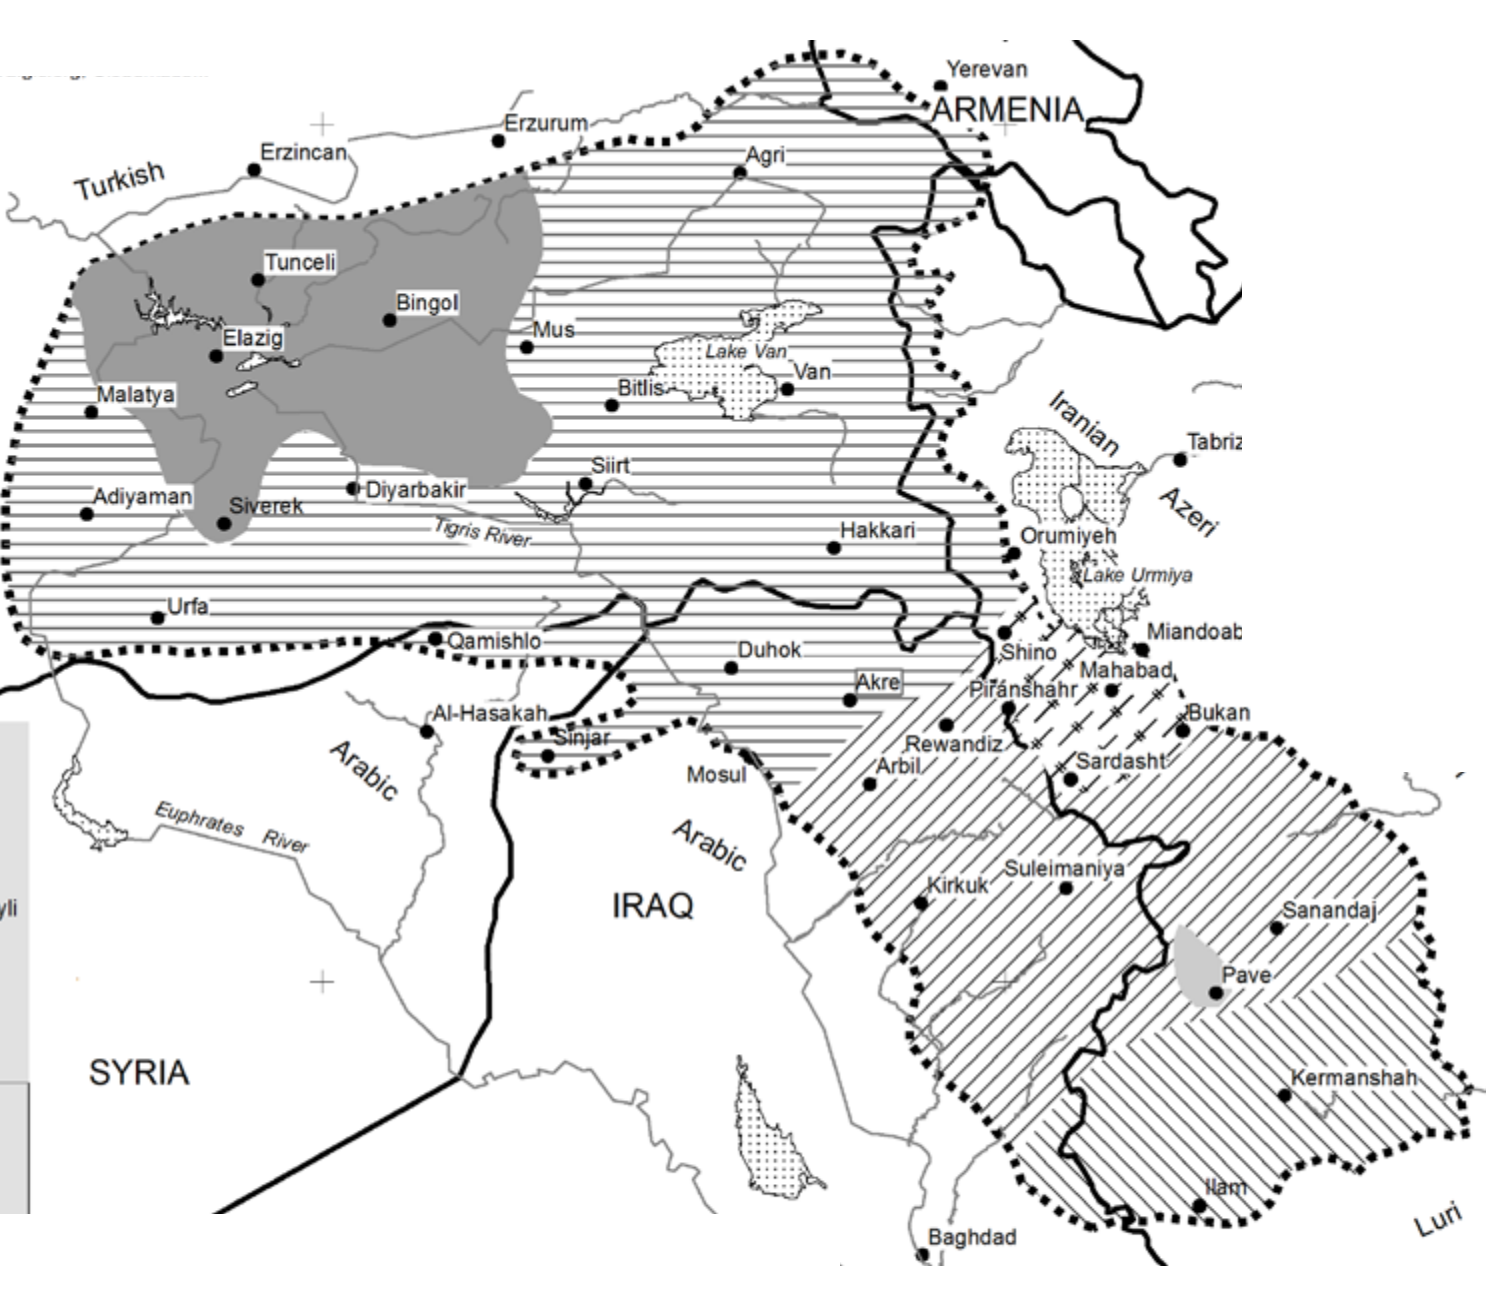 Yerevan
ARMENIA
Erzurum
Erzincan
Turkish
Agri
Tunceli
Bingol
Elazig
Mus
Lake Van
Van
Bitlis
Malatya
Iranian
Azeri
Tabriz
Siirt
Diyarbakir
Adiyaman
Siverek
Tigris River
Hakkari
Orumiyeh
Lake Urmiya
Urfa
Qamishlo
Duhok
Shino
Miandoab
Mahabad
Akre
Piranshahr
Al-Hasakah
Sinjar
Rewandiz
Bukan
Arabic
Mosul
Arbil
Sardasht
Euphrates River
Arabic
Suleimaniya
Kirkuk
IRAQ
yli
Sanandaj
Pave
SYRIA
Kermanshah
Ilam
Luri
Baghdad